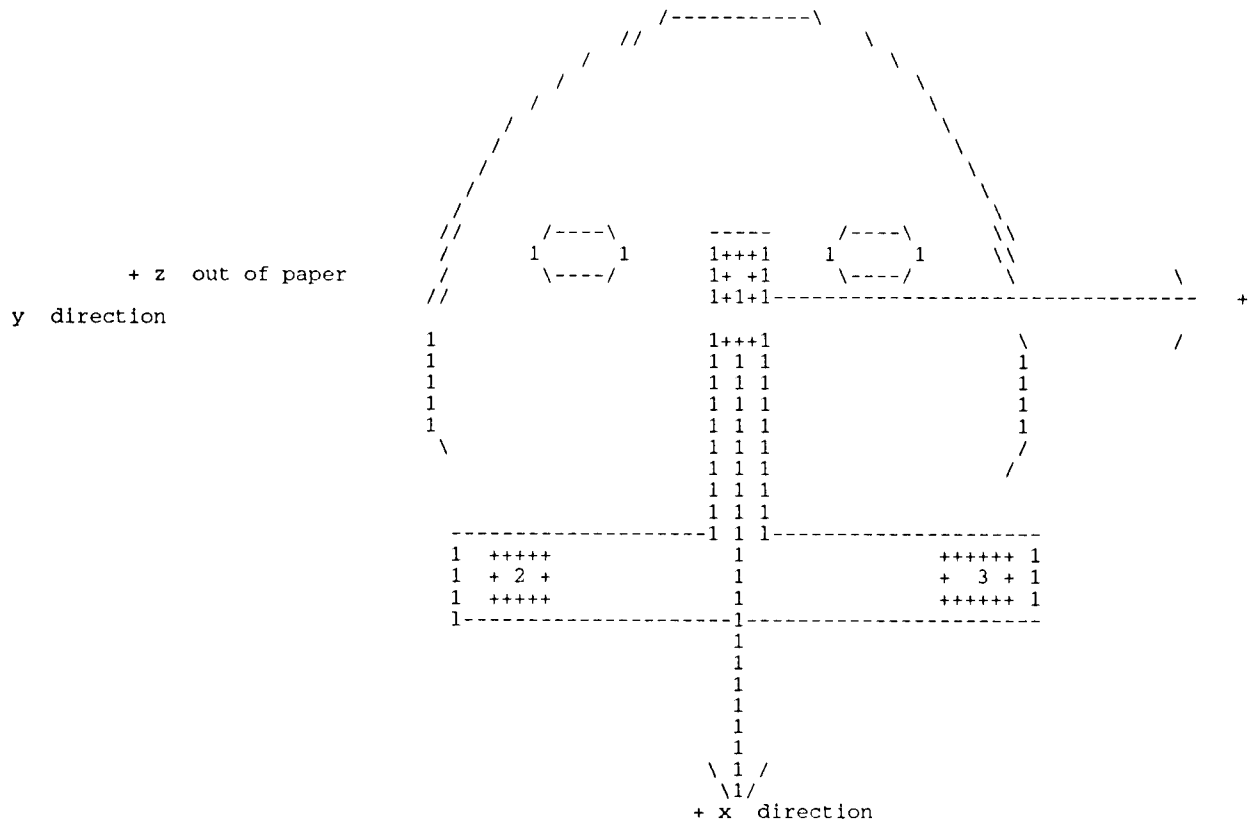 + z out of paper
+
y direction
2 3
+ x direction